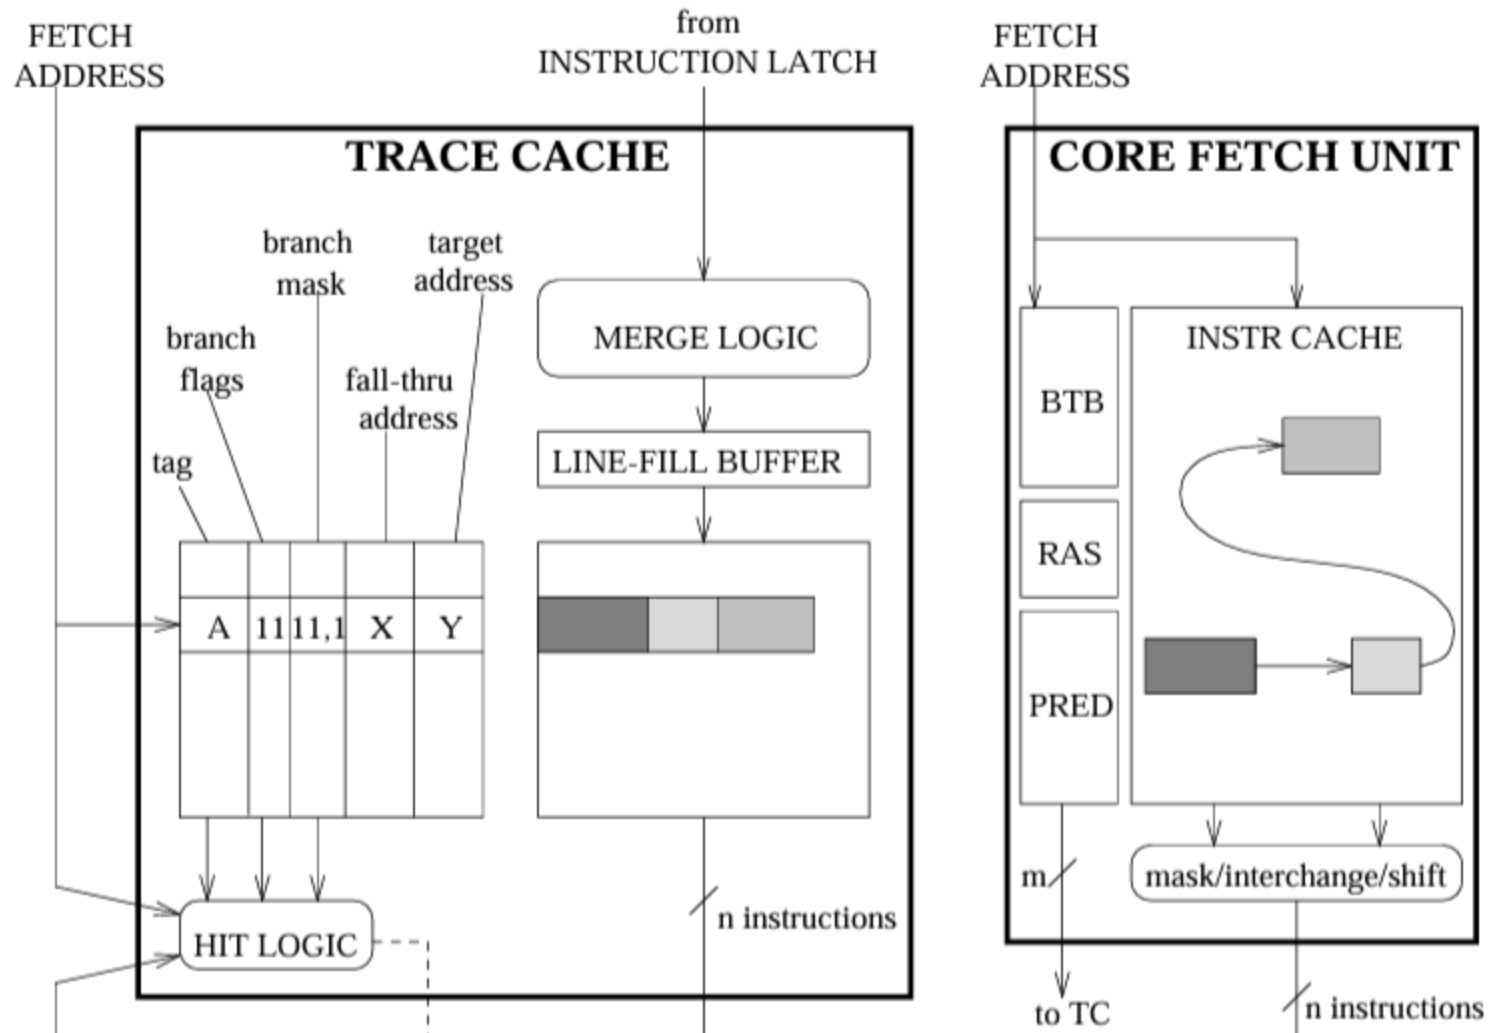 FETCH
ADDRESS
from
INSTRUCTION LATCH
FETCH
ADDRESS
TRACE CACHE
CORE FETCH UNIT
branch
mask
target
address
branch
flags
fall-thru
address
tag
MERGE LOGIC
LINE-FILL BUFFER
A 11 11,1 X Y
HIT LOGIC
n instructions
INSTR CACHE
BTB
RAS
PRED
m
mask/interchange/shift
to TC
n instructions